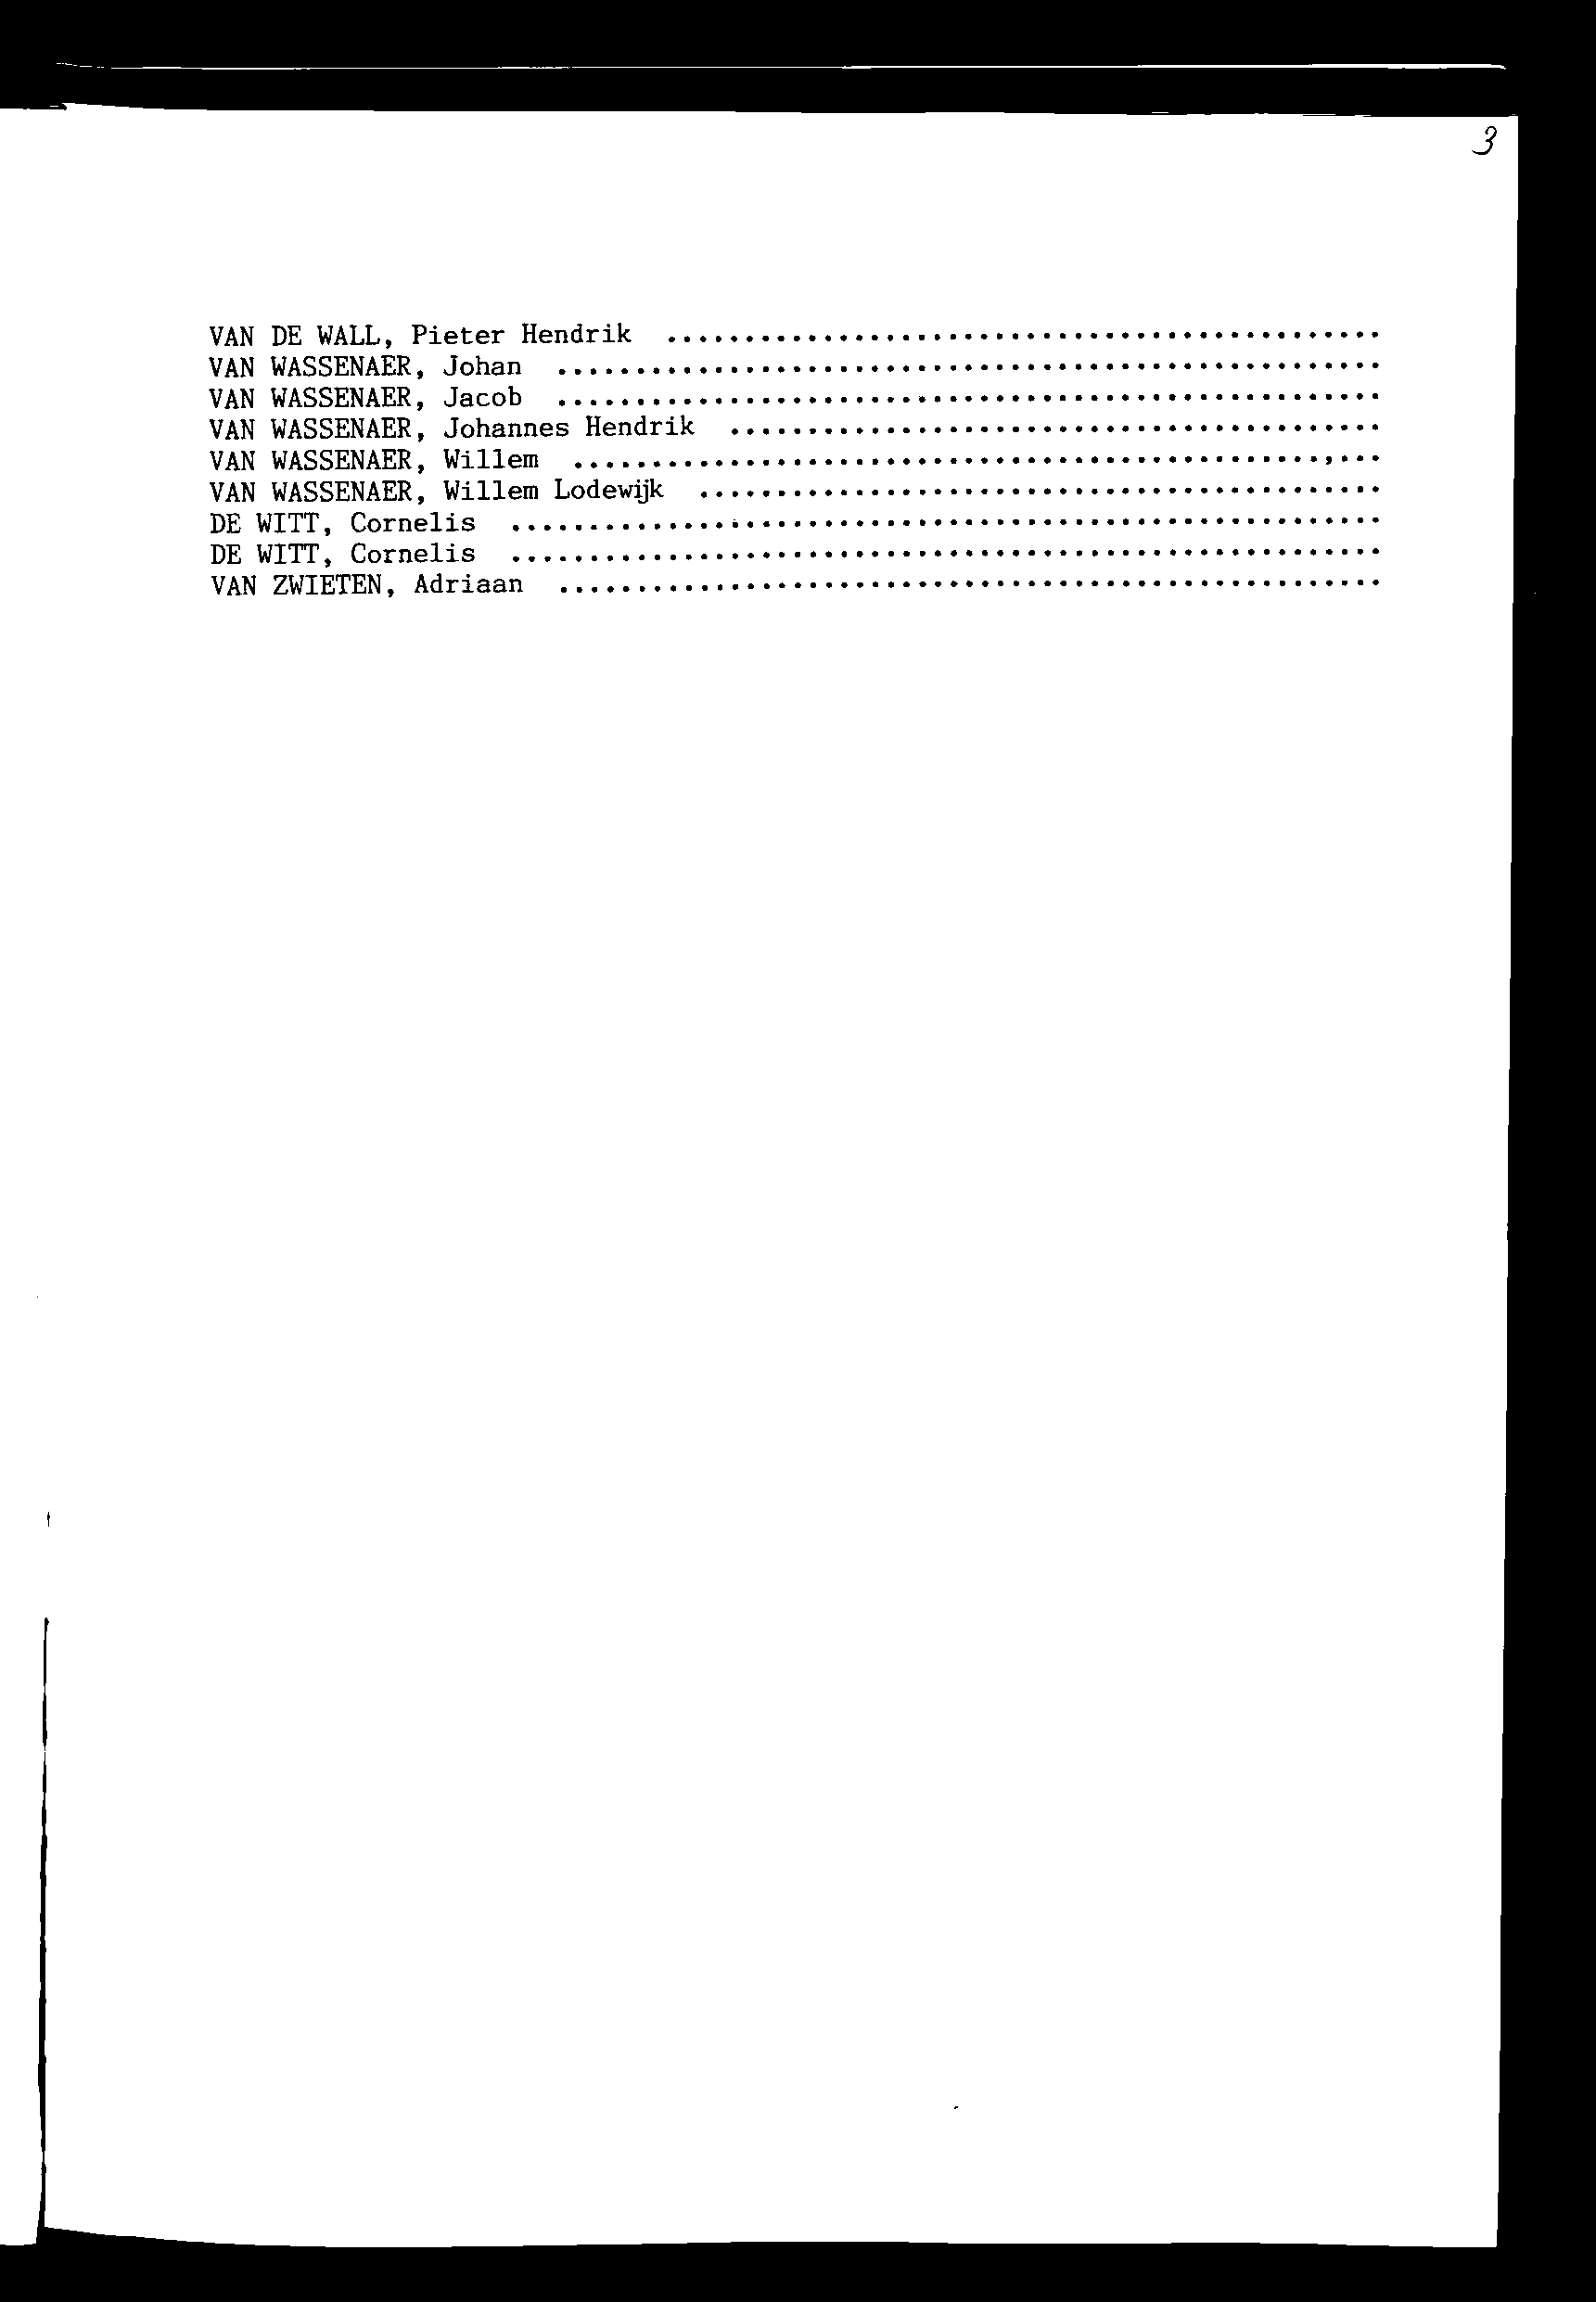 3
VAN DE WALL, Pieter Hendrik ..............................................
VAN WASSENAER, Johan .....................................................
VAN WASSENAER, Jacob .....................................................
VAN WASSENAER, Johannes Hendrik ..........................................
VAN WASSENAER, Willem ................................................,...
VAN WASSENAER, Willem Lodewijk ............................................
DE WITT, Cornelis ........................................................
DE WITT, Cornelis ........................................................
VAN ZWIETEN, Adriaan .....................................................